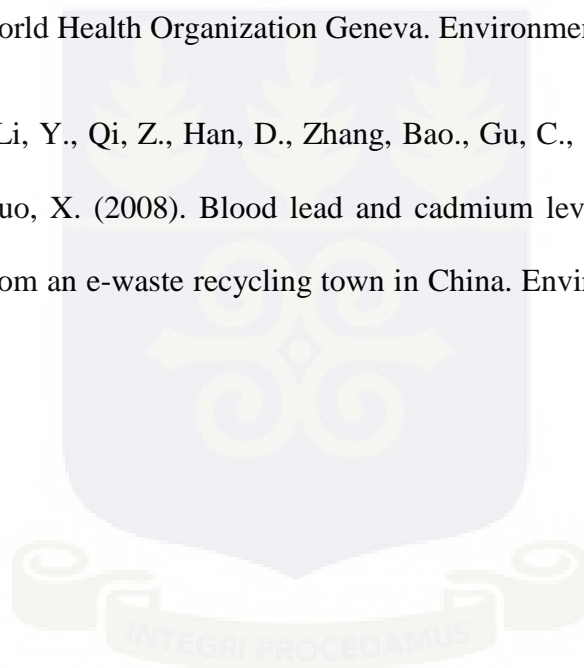 orld Health Organization Geneva. Environmen
Li, Y., Qi, Z., Han, D., Zhang, Bao., Gu, C.,
uo, X. (2008). Blood lead and cadmium lev
om an e-waste recycling town in China. Envir
INTEGRI PROCEDAMUS